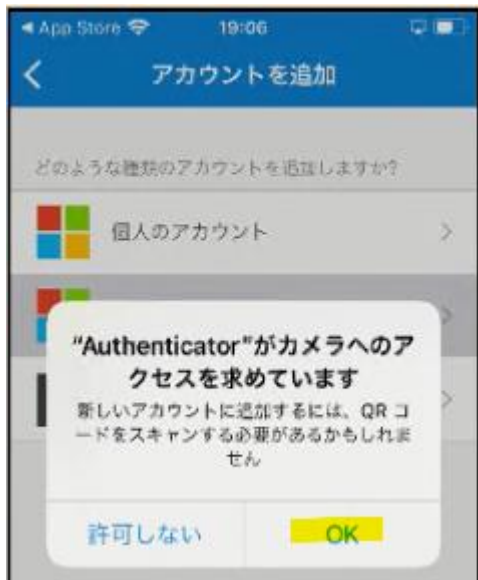 App Store 19:06
アカウントを追加
どのような種類のアカウントを追加しますか?
個人のアカウント
"Authenticator"がカメラへのア
クセスを求めています
新しいアカウントに追加するには、QR コ
ードをスキャンする必要があるかもしれま
せん
許可しない OK